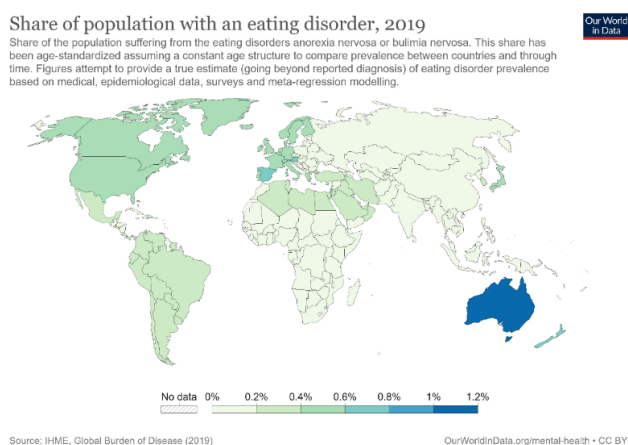 Share of population with an eating disorder, 2019
Our World
in Data
Share of the population suffering from the eating disorders anorexia nervosa or bulimia nervosa. This share has
been age-standardized assuming a constant age structure to compare prevalence between countries and through
time. Figures attempt to provide a true estimate (going beyond reported diagnosis) of eating disorder prevalence
based on medical, epidemiological data, surveys and meta-regression modelling.
No data 0% 0.2% 0.4% 0.6% 0.8% 1% 1.2%
Source: IHME, Global Burden of Disease (2019) OurWorldInData.org/mental-health • CC BY